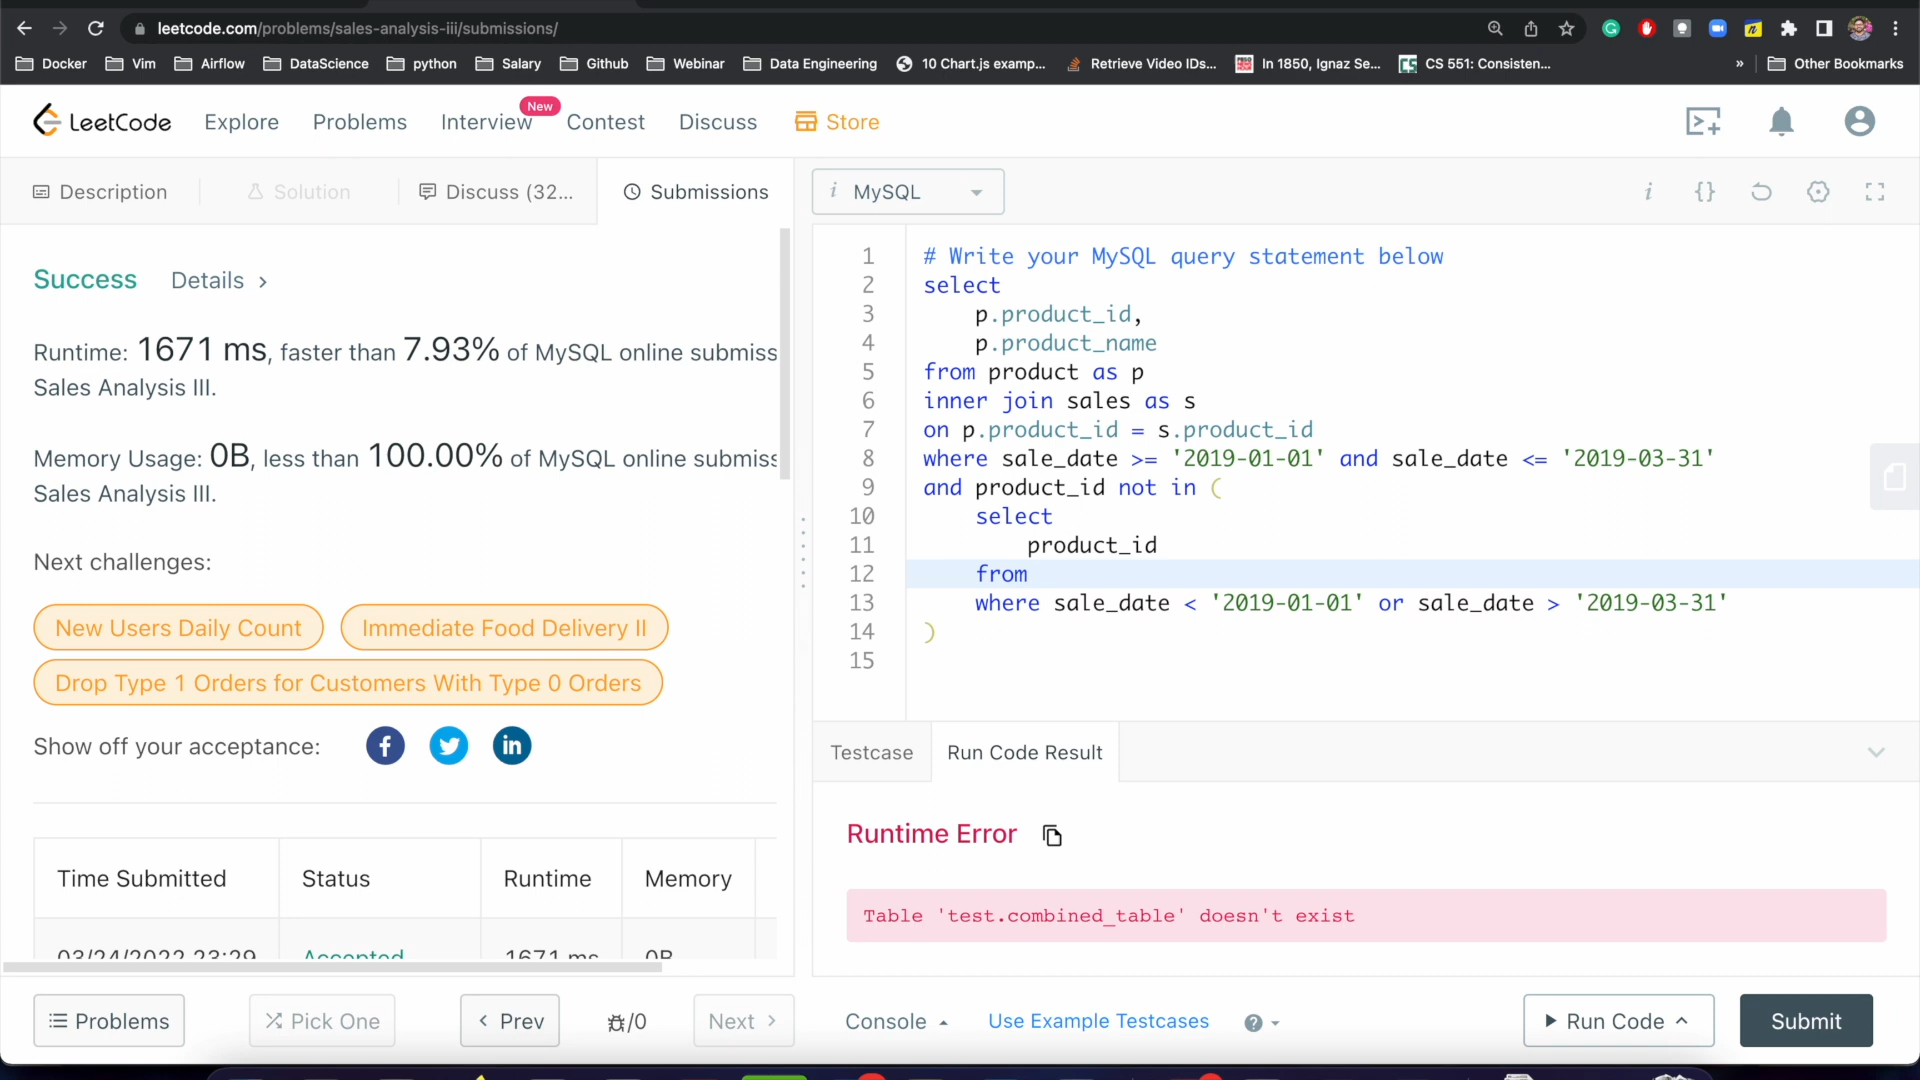 leetcode.com/problems/sales-analysis-iii/submissions/
Docker Vim Airflow DataScience python Salary Github Webinar Data Engineering 10 Chart.js examp... Retrieve Video IDs... In 1850, Ignaz Se... CS 551: Consisten... » Other Bookmarks
LeetCode Explore Problems Interview New Contest Discuss Store
Description Solution Discuss (32... Submissions
Success Details >
Runtime: 1671 ms, faster than 7.93% of MySQL online submiss
Sales Analysis III.
Memory Usage: 0B, less than 100.00% of MySQL online submiss
Sales Analysis III.
Next challenges:
New Users Daily Count Immediate Food Delivery II
Drop Type 1 Orders for Customers With Type 0 Orders
Show off your acceptance:
Time Submitted Status Runtime Memory
03/24/2022 23:29 Accepted 1671 ms 0B
Problems Pick One < Prev /0 Next >
i MySQL
1 # Write your MySQL query statement below
2 select
3 p.product_id,
4 p.product_name
5 from product as p
6 inner join sales as s
7 on p.product_id = s.product_id
8 where sale_date >= '2019-01-01' and sale_date <= '2019-03-31'
9 and product_id not in (
10 select
11 product_id
12 from
13 where sale_date < '2019-01-01' or sale_date > '2019-03-31'
14 )
15
Testcase Run Code Result
Runtime Error
Table 'test.combined_table' doesn't exist
Console Use Example Testcases ? Run Code Submit